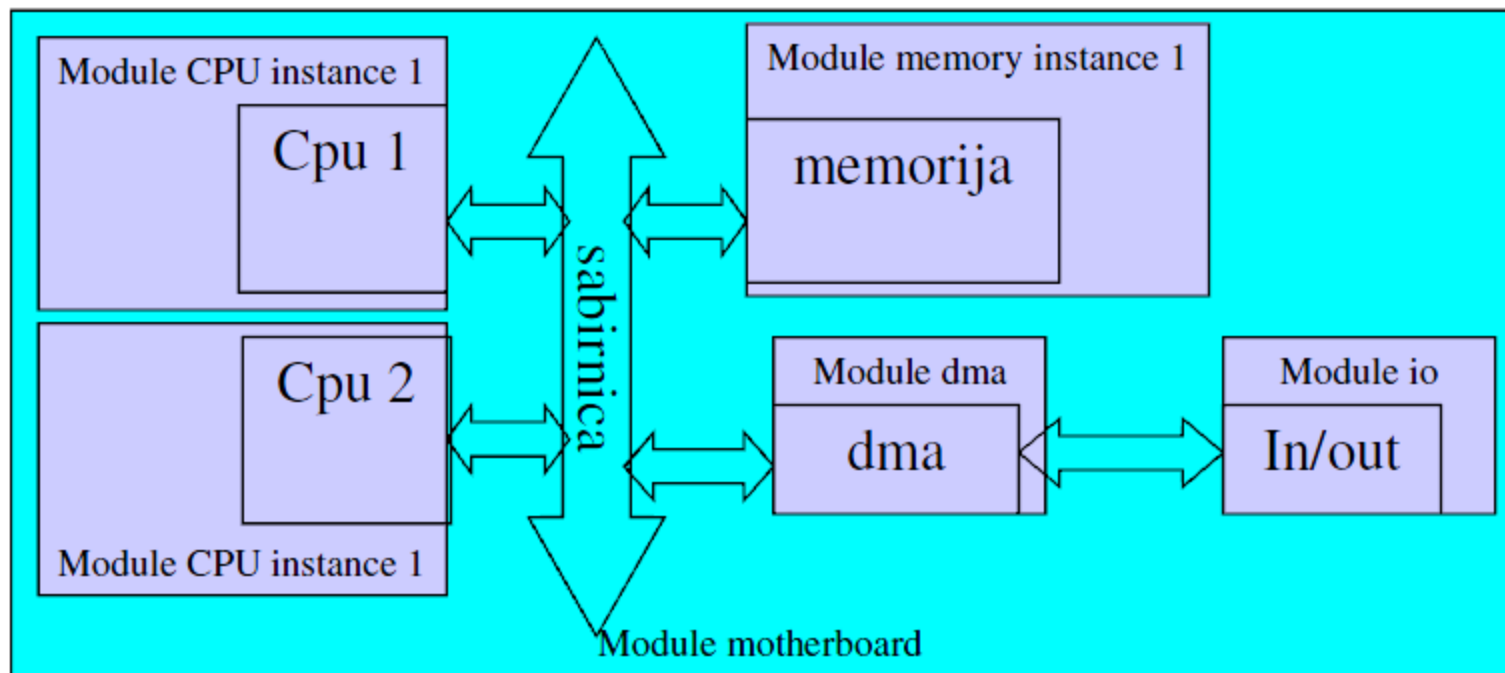 Module CPU instance 1
Cpu 1
Module memory instance 1
memorija
sabirnica
Cpu 2
Module CPU instance 1
Module dma
dma
Module io
In/out
Module motherboard